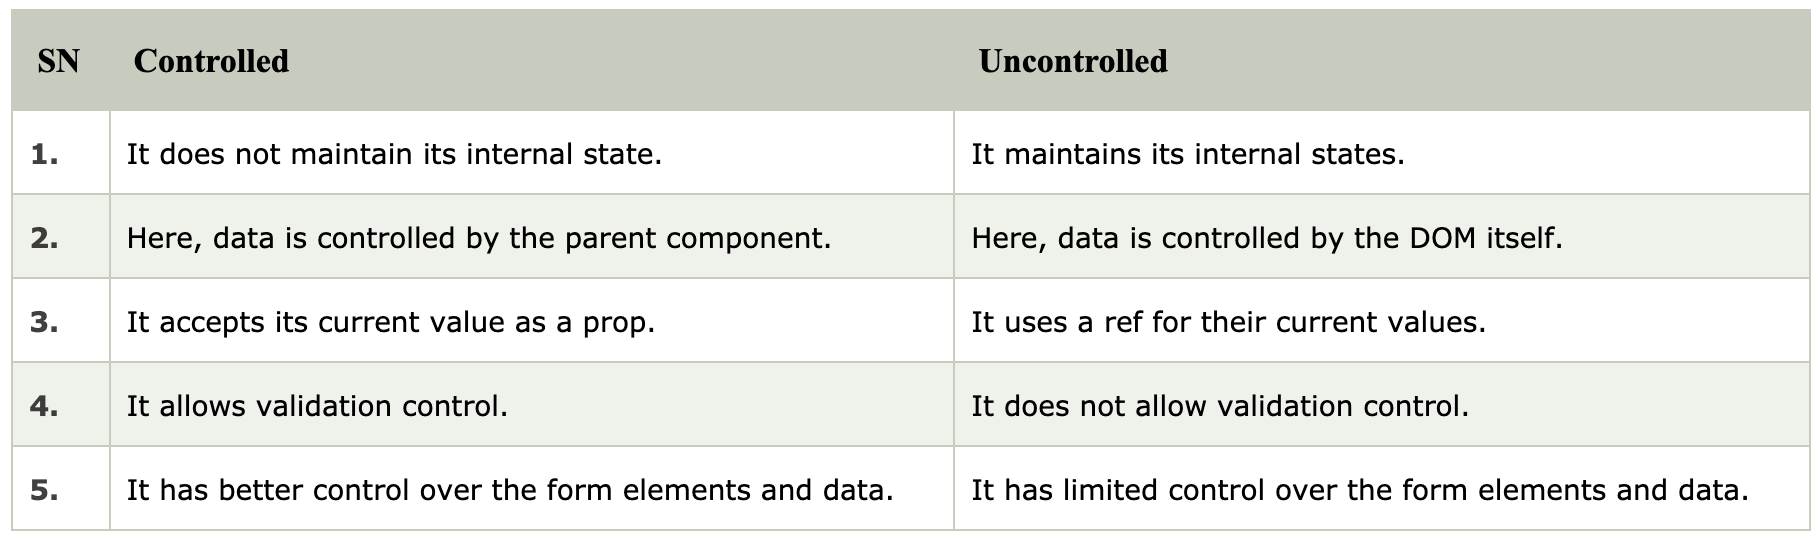 SN Controlled Uncontrolled
1. It does not maintain its internal state. It maintains its internal states.
2. Here, data is controlled by the parent component. Here, data is controlled by the DOM itself.
3. It accepts its current value as a prop. It uses a ref for their current values.
4. It allows validation control. It does not allow validation control.
5. It has better control over the form elements and data. It has limited control over the form elements and data.